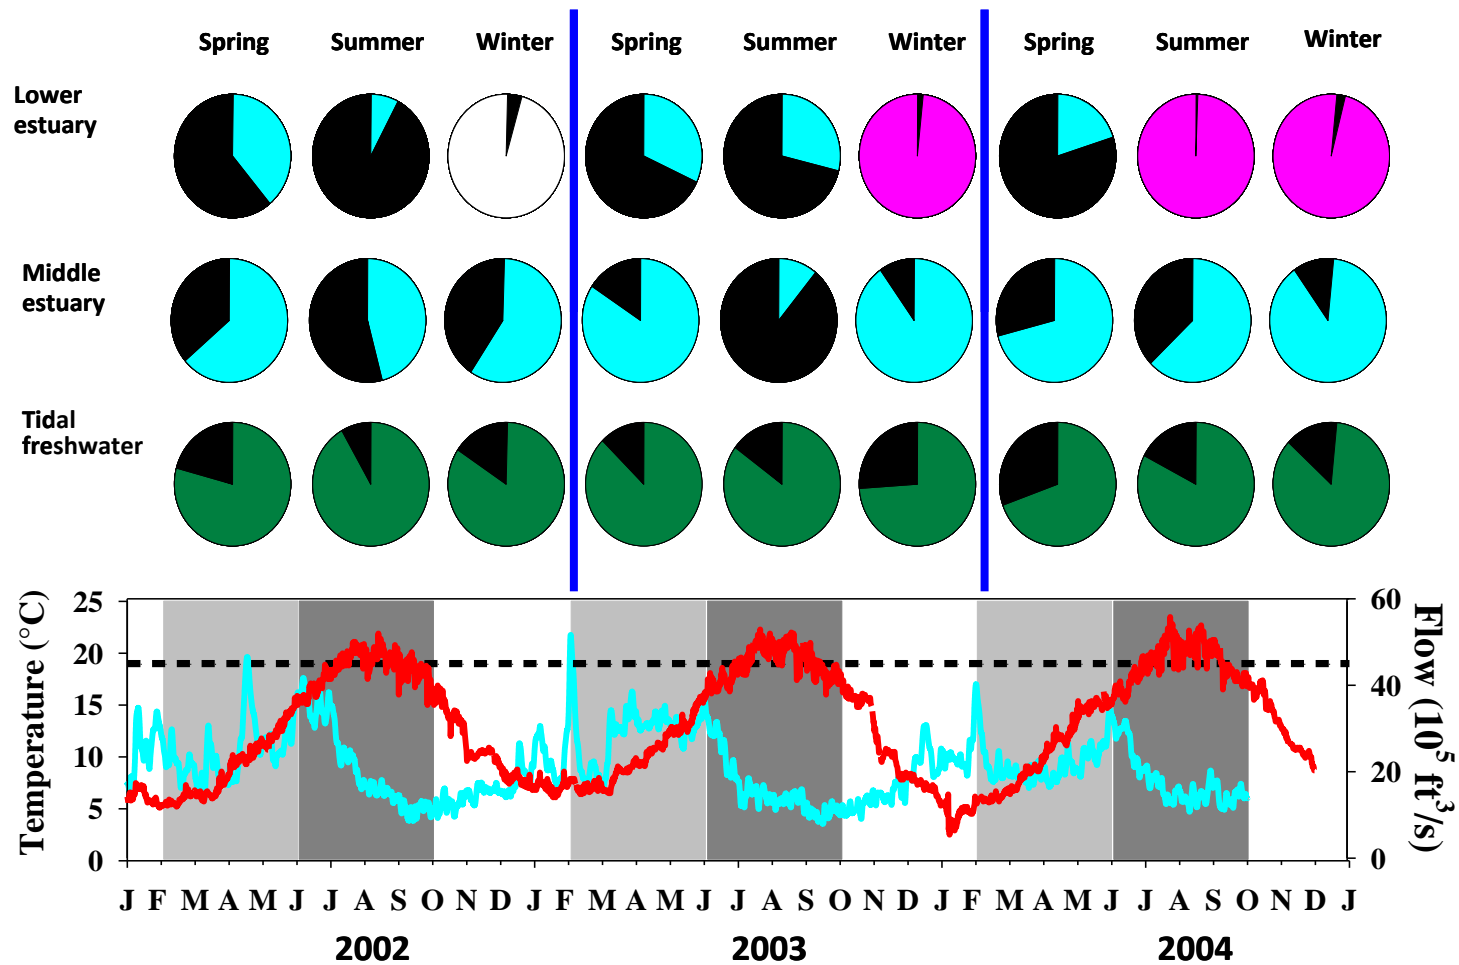 Spring Summer Winter Spring Summer Winter Spring Summer Winter
Lower
estuary
Middle
estuary
Tidal
freshwater
25
20
15
10
5
0
Temperature (°C)
60
40
20
0
Flow (10⁵ ft³/s)
J F M A M J J A S O N D J F M A M J J A S O N D J F M A M J J A S O N D J
2002 2003 2004